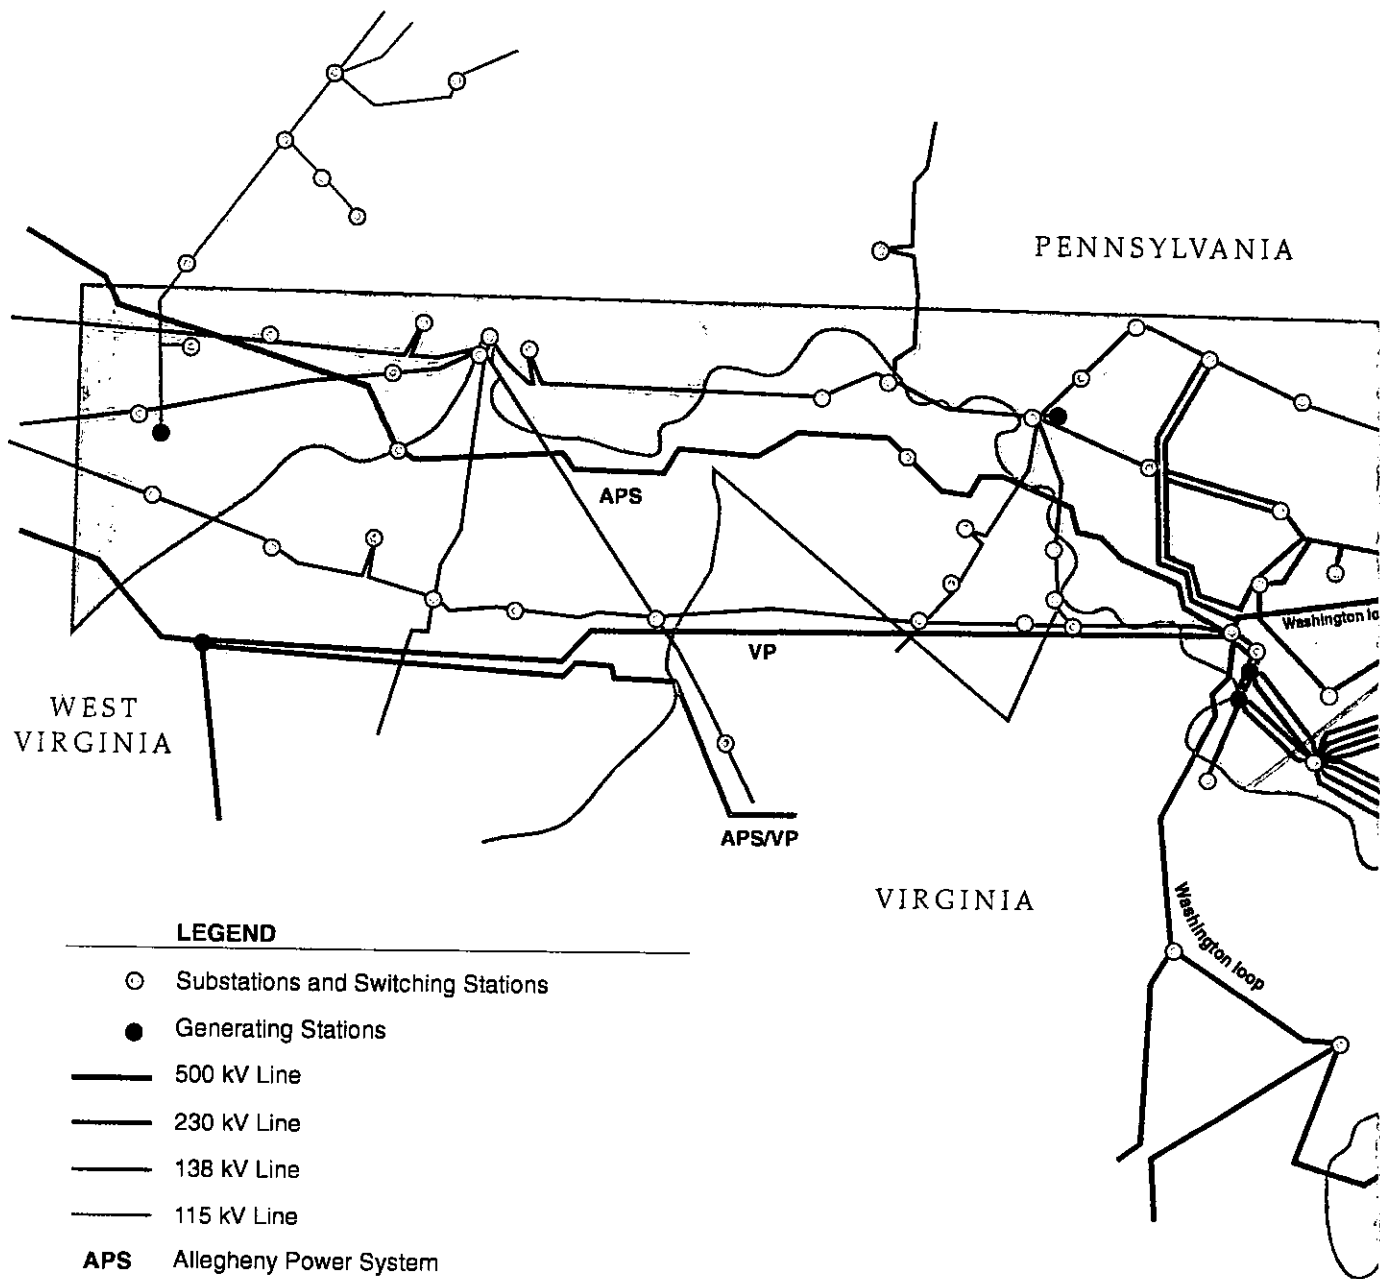 PENNSYLVANIA
APS
Washington lo
VP
WEST
VIRGINIA
APS/VP
VIRGINIA
Washington loop
LEGEND
Substations and Switching Stations
Generating Stations
500 kV Line
230 kV Line
138 kV Line
115 kV Line
APS Allegheny Power System